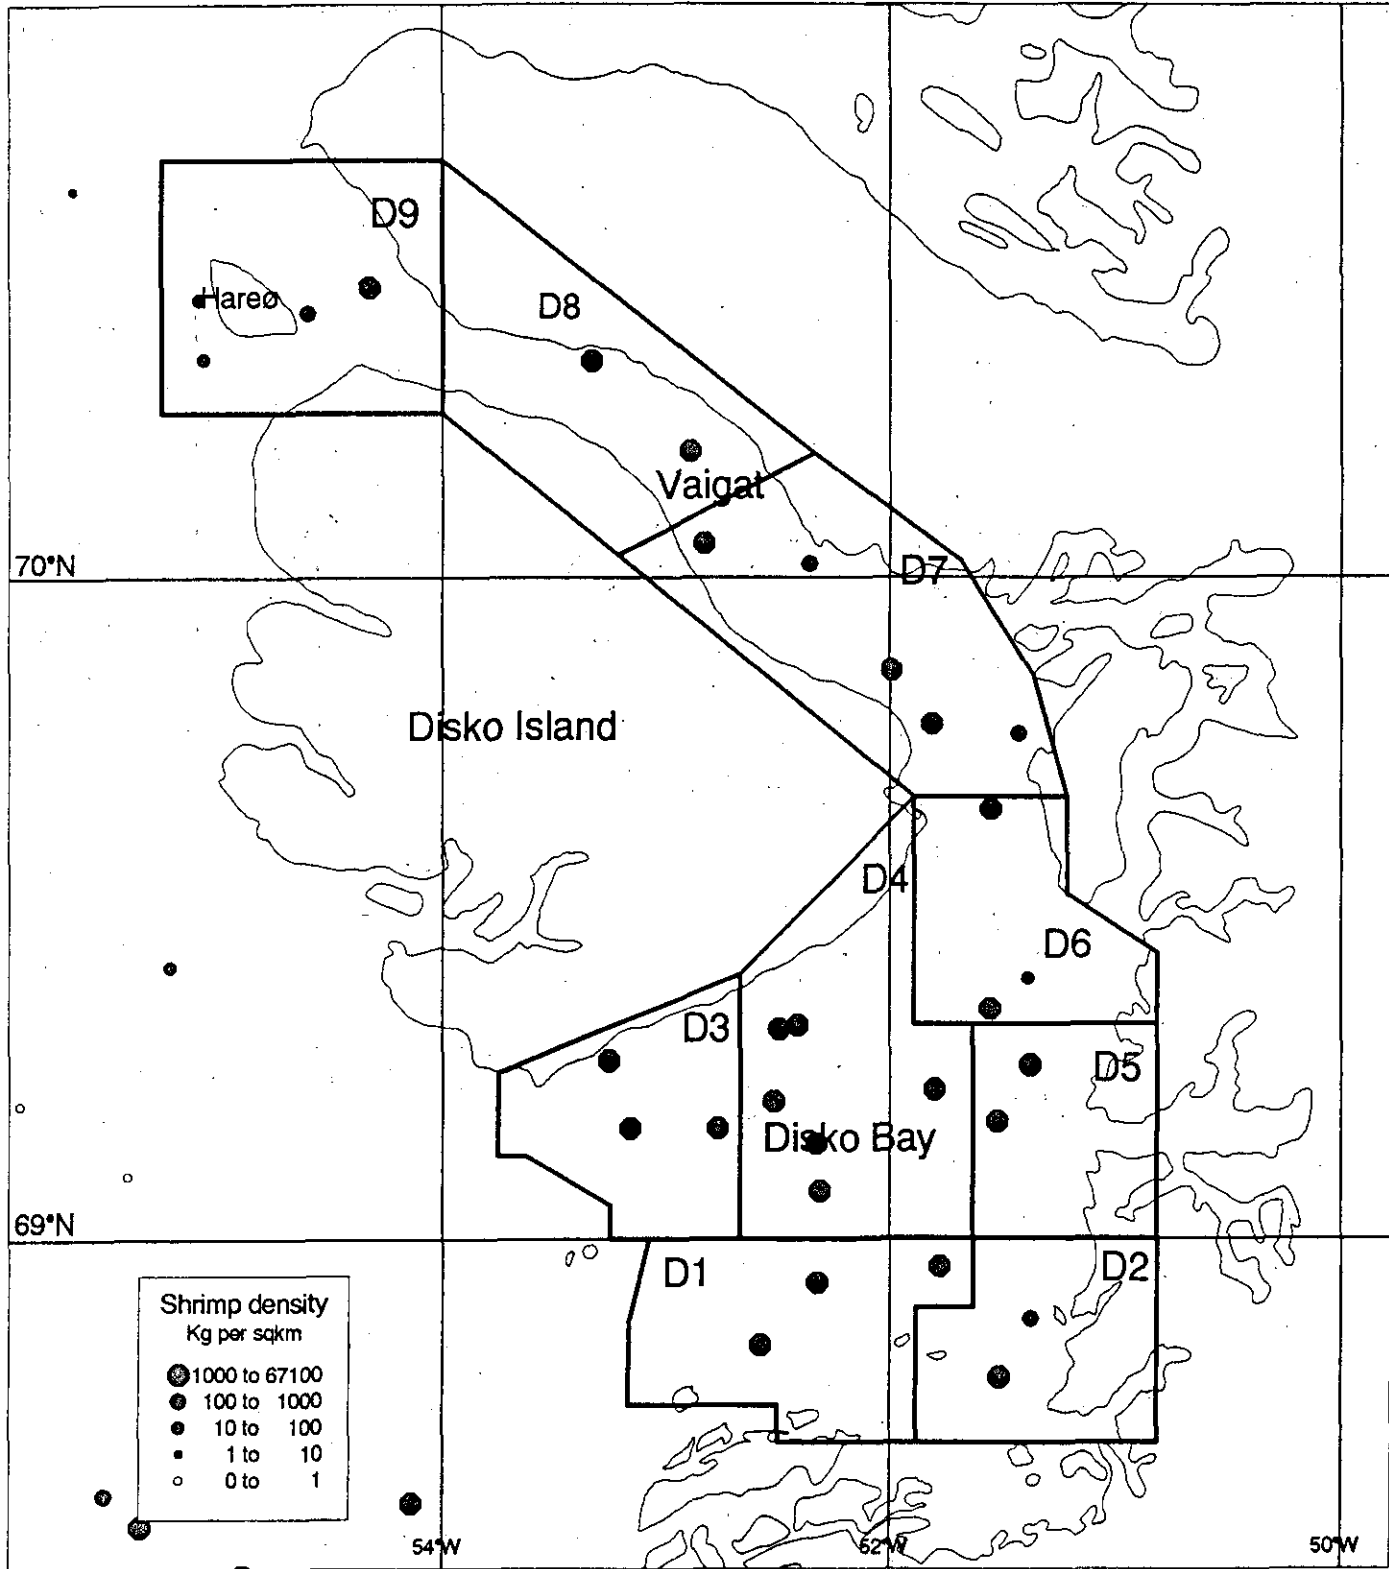 D9
Hareø
D8
Vaigat
D7
70°N
Disko Island
D4
D6
D3
D5
Disko Bay
69°N
D1
D2
Shrimp density
Kg per sqkm
1000 to 67100
100 to 1000
10 to 100
1 to 10
0 to 1
54°W
52°W
50°W